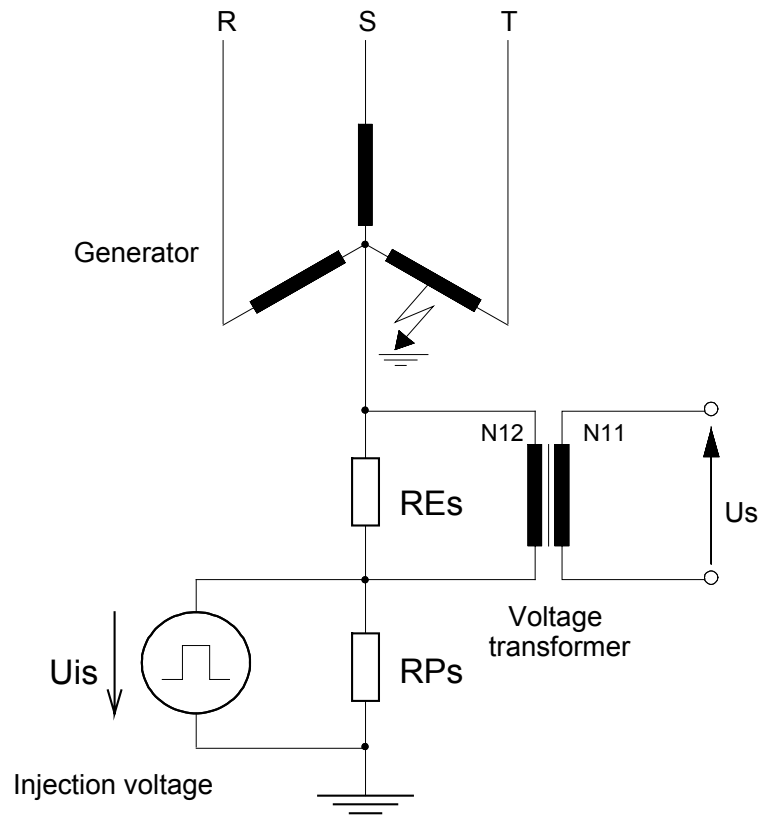 R S T
Generator
N12 N11
REs
Us
Voltage
transformer
Uis
RPs
Injection voltage